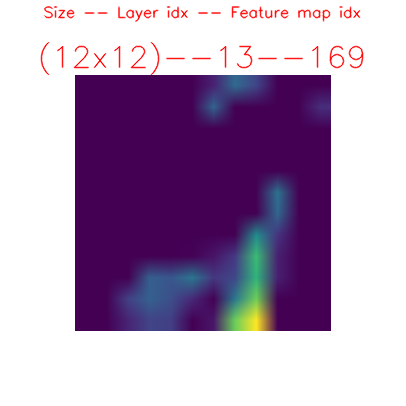 Size -- Layer idx -- Feature map idx
(12x12)--13--169